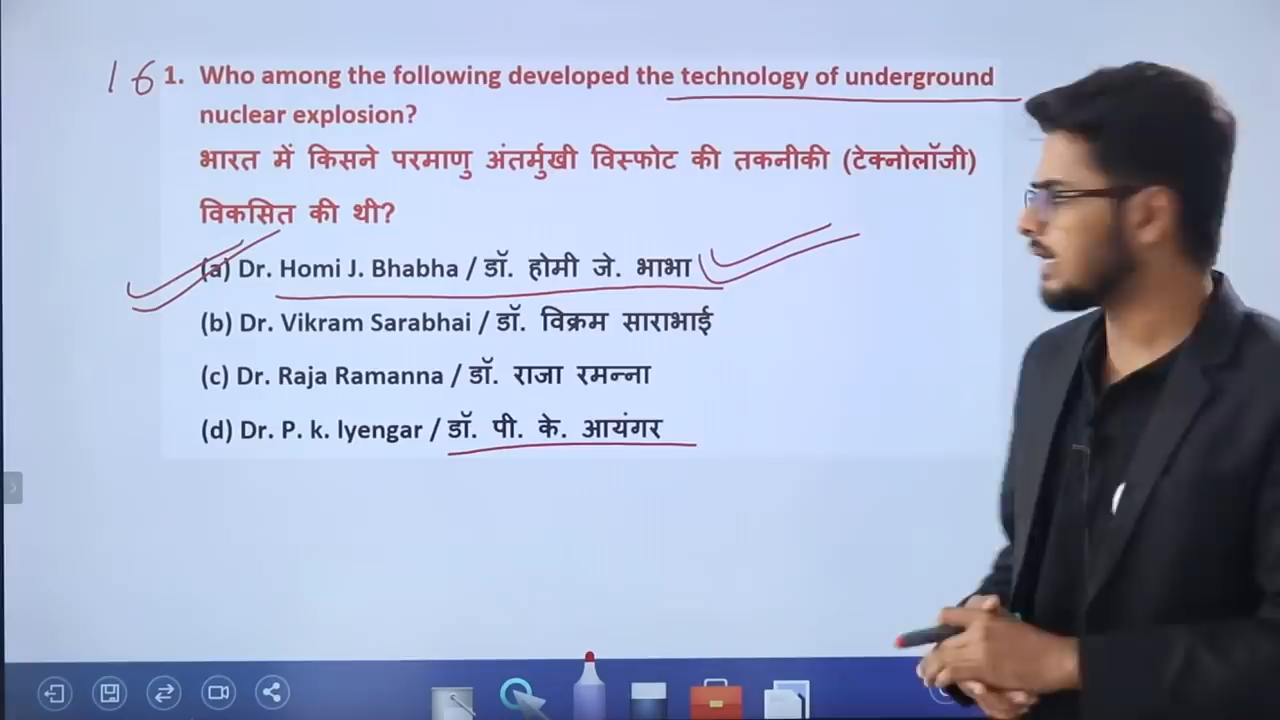 16 1. Who among the following developed the technology of underground
nuclear explosion?
भारत में किसने परमाणु अंतर्मुखी विस्फोट की तकनीकी (टेक्नोलॉजी)
विकसित की थी?
(a) Dr. Homi J. Bhabha / डॉ. होमी जे. भाभा
(b) Dr. Vikram Sarabhai / डॉ. विक्रम साराभाई
(c) Dr. Raja Ramanna / डॉ. राजा रमन्ना
(d) Dr. P. k. Iyengar / डॉ. पी. के. आयंगर